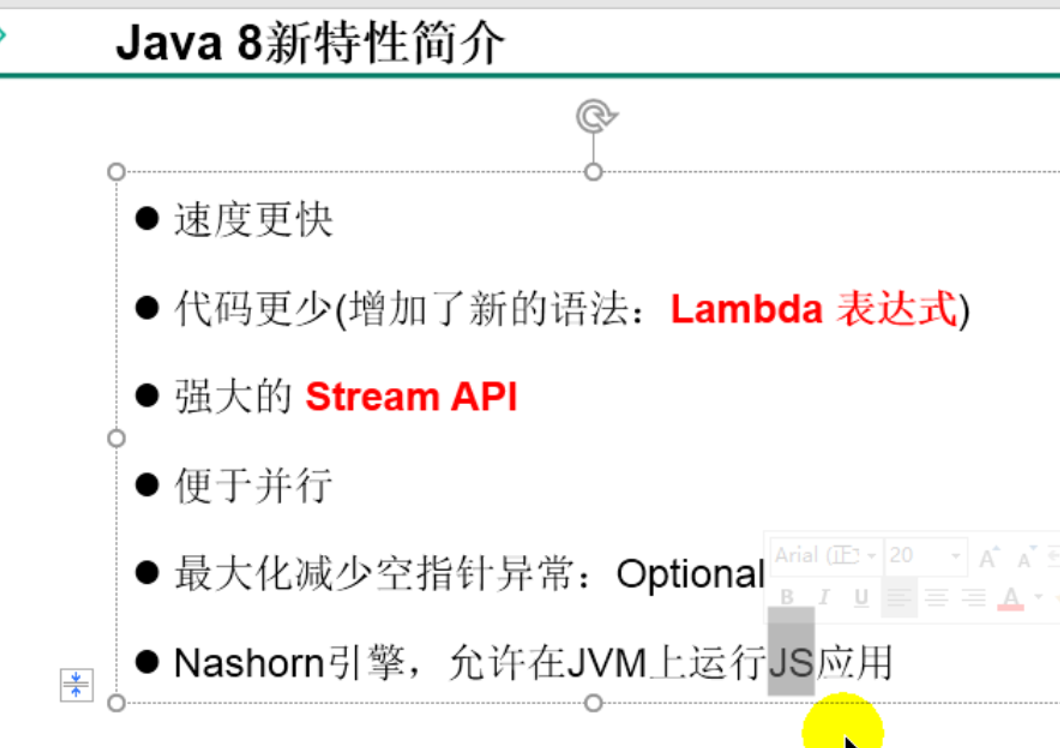 Java 8新特性简介
● 速度更快
● 代码更少(增加了新的语法：Lambda 表达式)
● 强大的 Stream API
● 便于并行
● 最大化减少空指针异常：Optional
Arial (正文 20 A A
B I U A
● Nashorn引擎，允许在JVM上运行JS应用